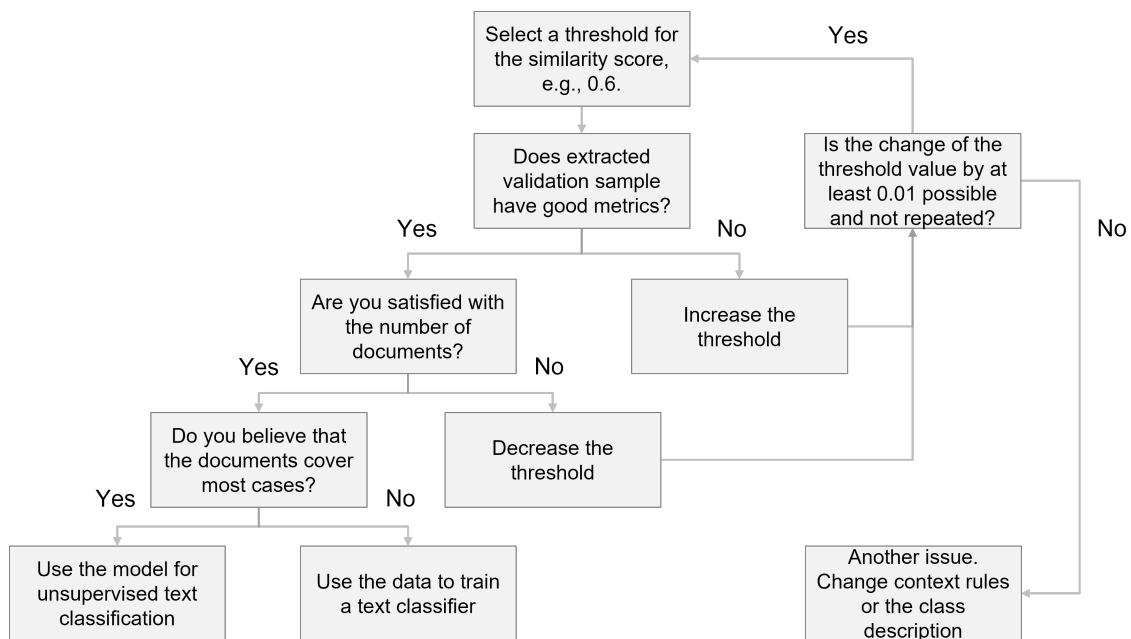 Select a threshold for
the similarity score,
e.g., 0.6.
Yes
Does extracted
validation sample
have good metrics?
Is the change of the
threshold value by at
least 0.01 possible
and not repeated?
Yes
No
No
Are you satisfied with
the number of
documents?
Increase the
threshold
Yes
No
Do you believe that
the documents cover
most cases?
Decrease the
threshold
Yes
No
Use the model for
unsupervised text
classification
Use the data to train
a text classifier
Another issue.
Change context rules
or the class
description